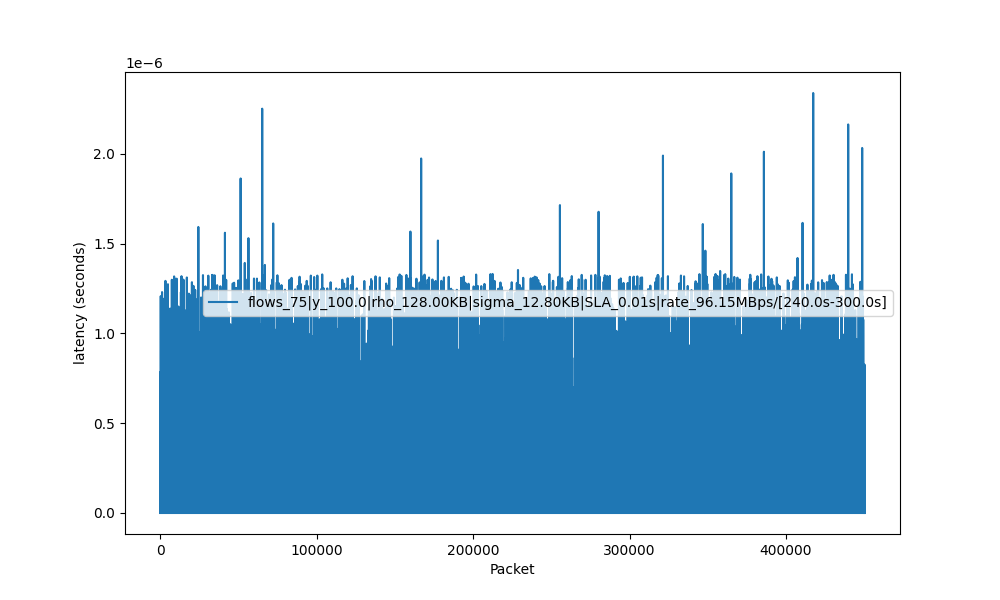 1e−6
2.0
1.5
1.0
0.5
0.0
latency (seconds)
flows_75|y_100.0|rho_128.00KB|sigma_12.80KB|SLA_0.01s|rate_96.15MBps/[240.0s-300.0s]
0
100000
200000
300000
400000
Packet